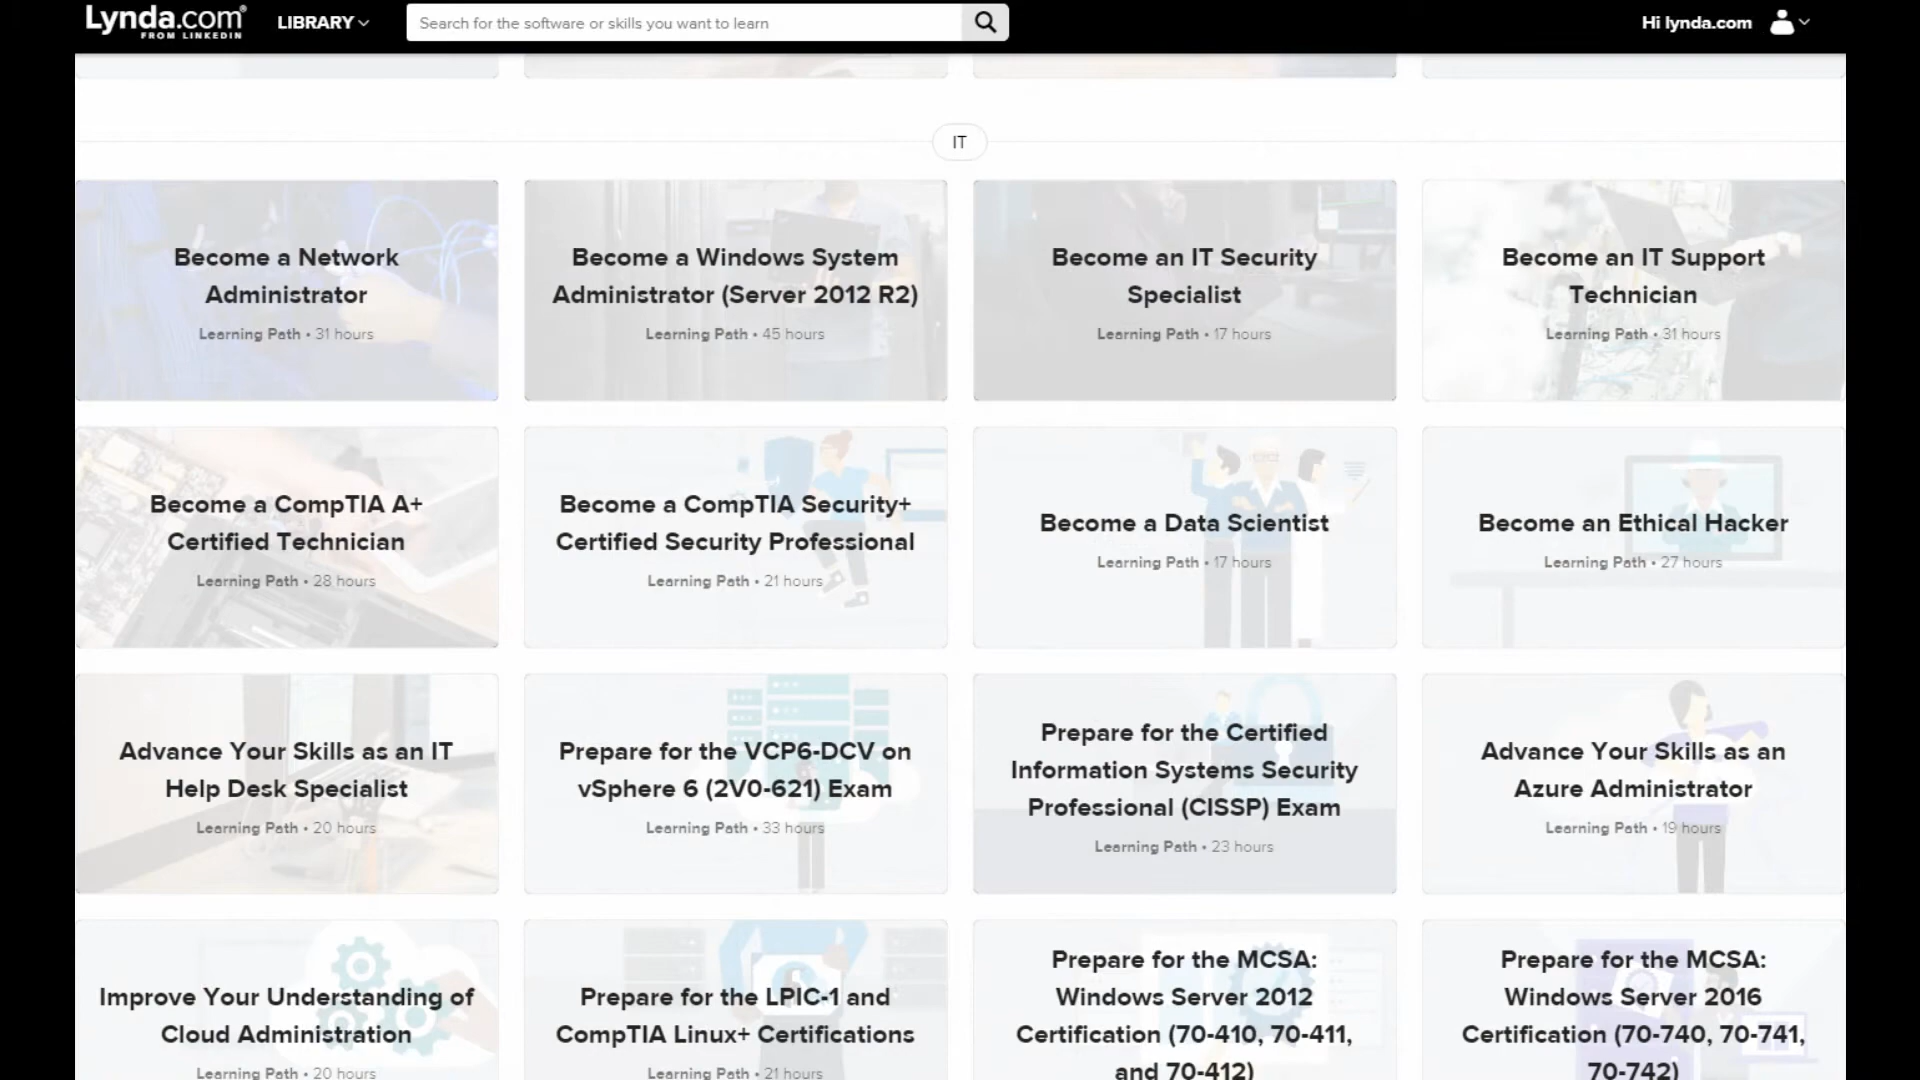 Lynda.com®
FROM LINKEDIN
LIBRARY
Search for the software or skills you want to learn
Hi lynda.com
IT
Become a Network
Administrator
Learning Path • 31 hours
Become a Windows System
Administrator (Server 2012 R2)
Learning Path • 45 hours
Become an IT Security
Specialist
Learning Path • 17 hours
Become an IT Support
Technician
Learning Path • 31 hours
Become a CompTIA A+
Certified Technician
Learning Path • 28 hours
Become a CompTIA Security+
Certified Security Professional
Learning Path • 21 hours
Become a Data Scientist
Learning Path • 17 hours
Become an Ethical Hacker
Learning Path • 27 hours
Advance Your Skills as an IT
Help Desk Specialist
Learning Path • 20 hours
Prepare for the VCP6-DCV on
vSphere 6 (2V0-621) Exam
Learning Path • 33 hours
Prepare for the Certified
Information Systems Security
Professional (CISSP) Exam
Learning Path • 23 hours
Advance Your Skills as an
Azure Administrator
Learning Path • 19 hours
Improve Your Understanding of
Cloud Administration
Learning Path • 20 hours
Prepare for the LPIC-1 and
CompTIA Linux+ Certifications
Learning Path • 21 hours
Prepare for the MCSA:
Windows Server 2012
Certification (70-410, 70-411,
and 70-412)
Prepare for the MCSA:
Windows Server 2016
Certification (70-740, 70-741,
70-742)